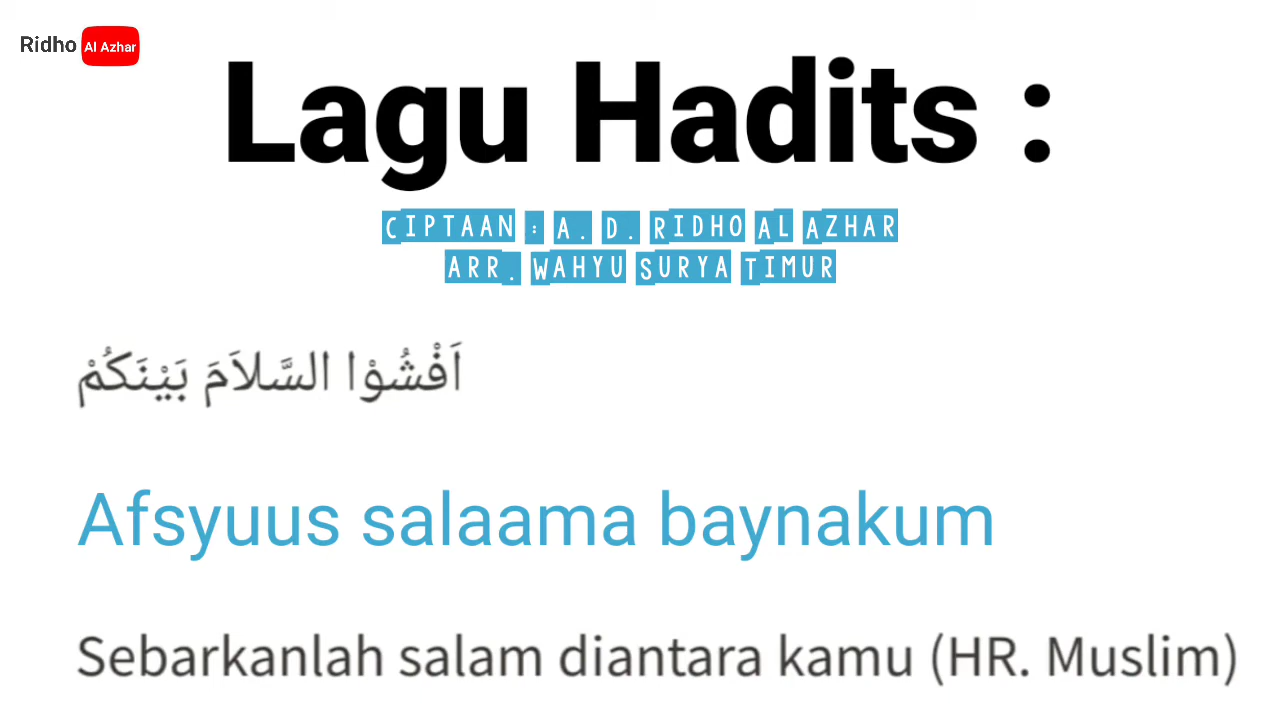 Ridho Al Azhar
Lagu Hadits :
CIPTAAN : A. D. RIDHO AL AZHAR
ARR. WAHYU SURYA TIMUR
اَفْشُوْا السَّلاَمَ بَيْنَكُمْ
Afsyuus salaama baynakum
Sebarkanlah salam diantara kamu (HR. Muslim)